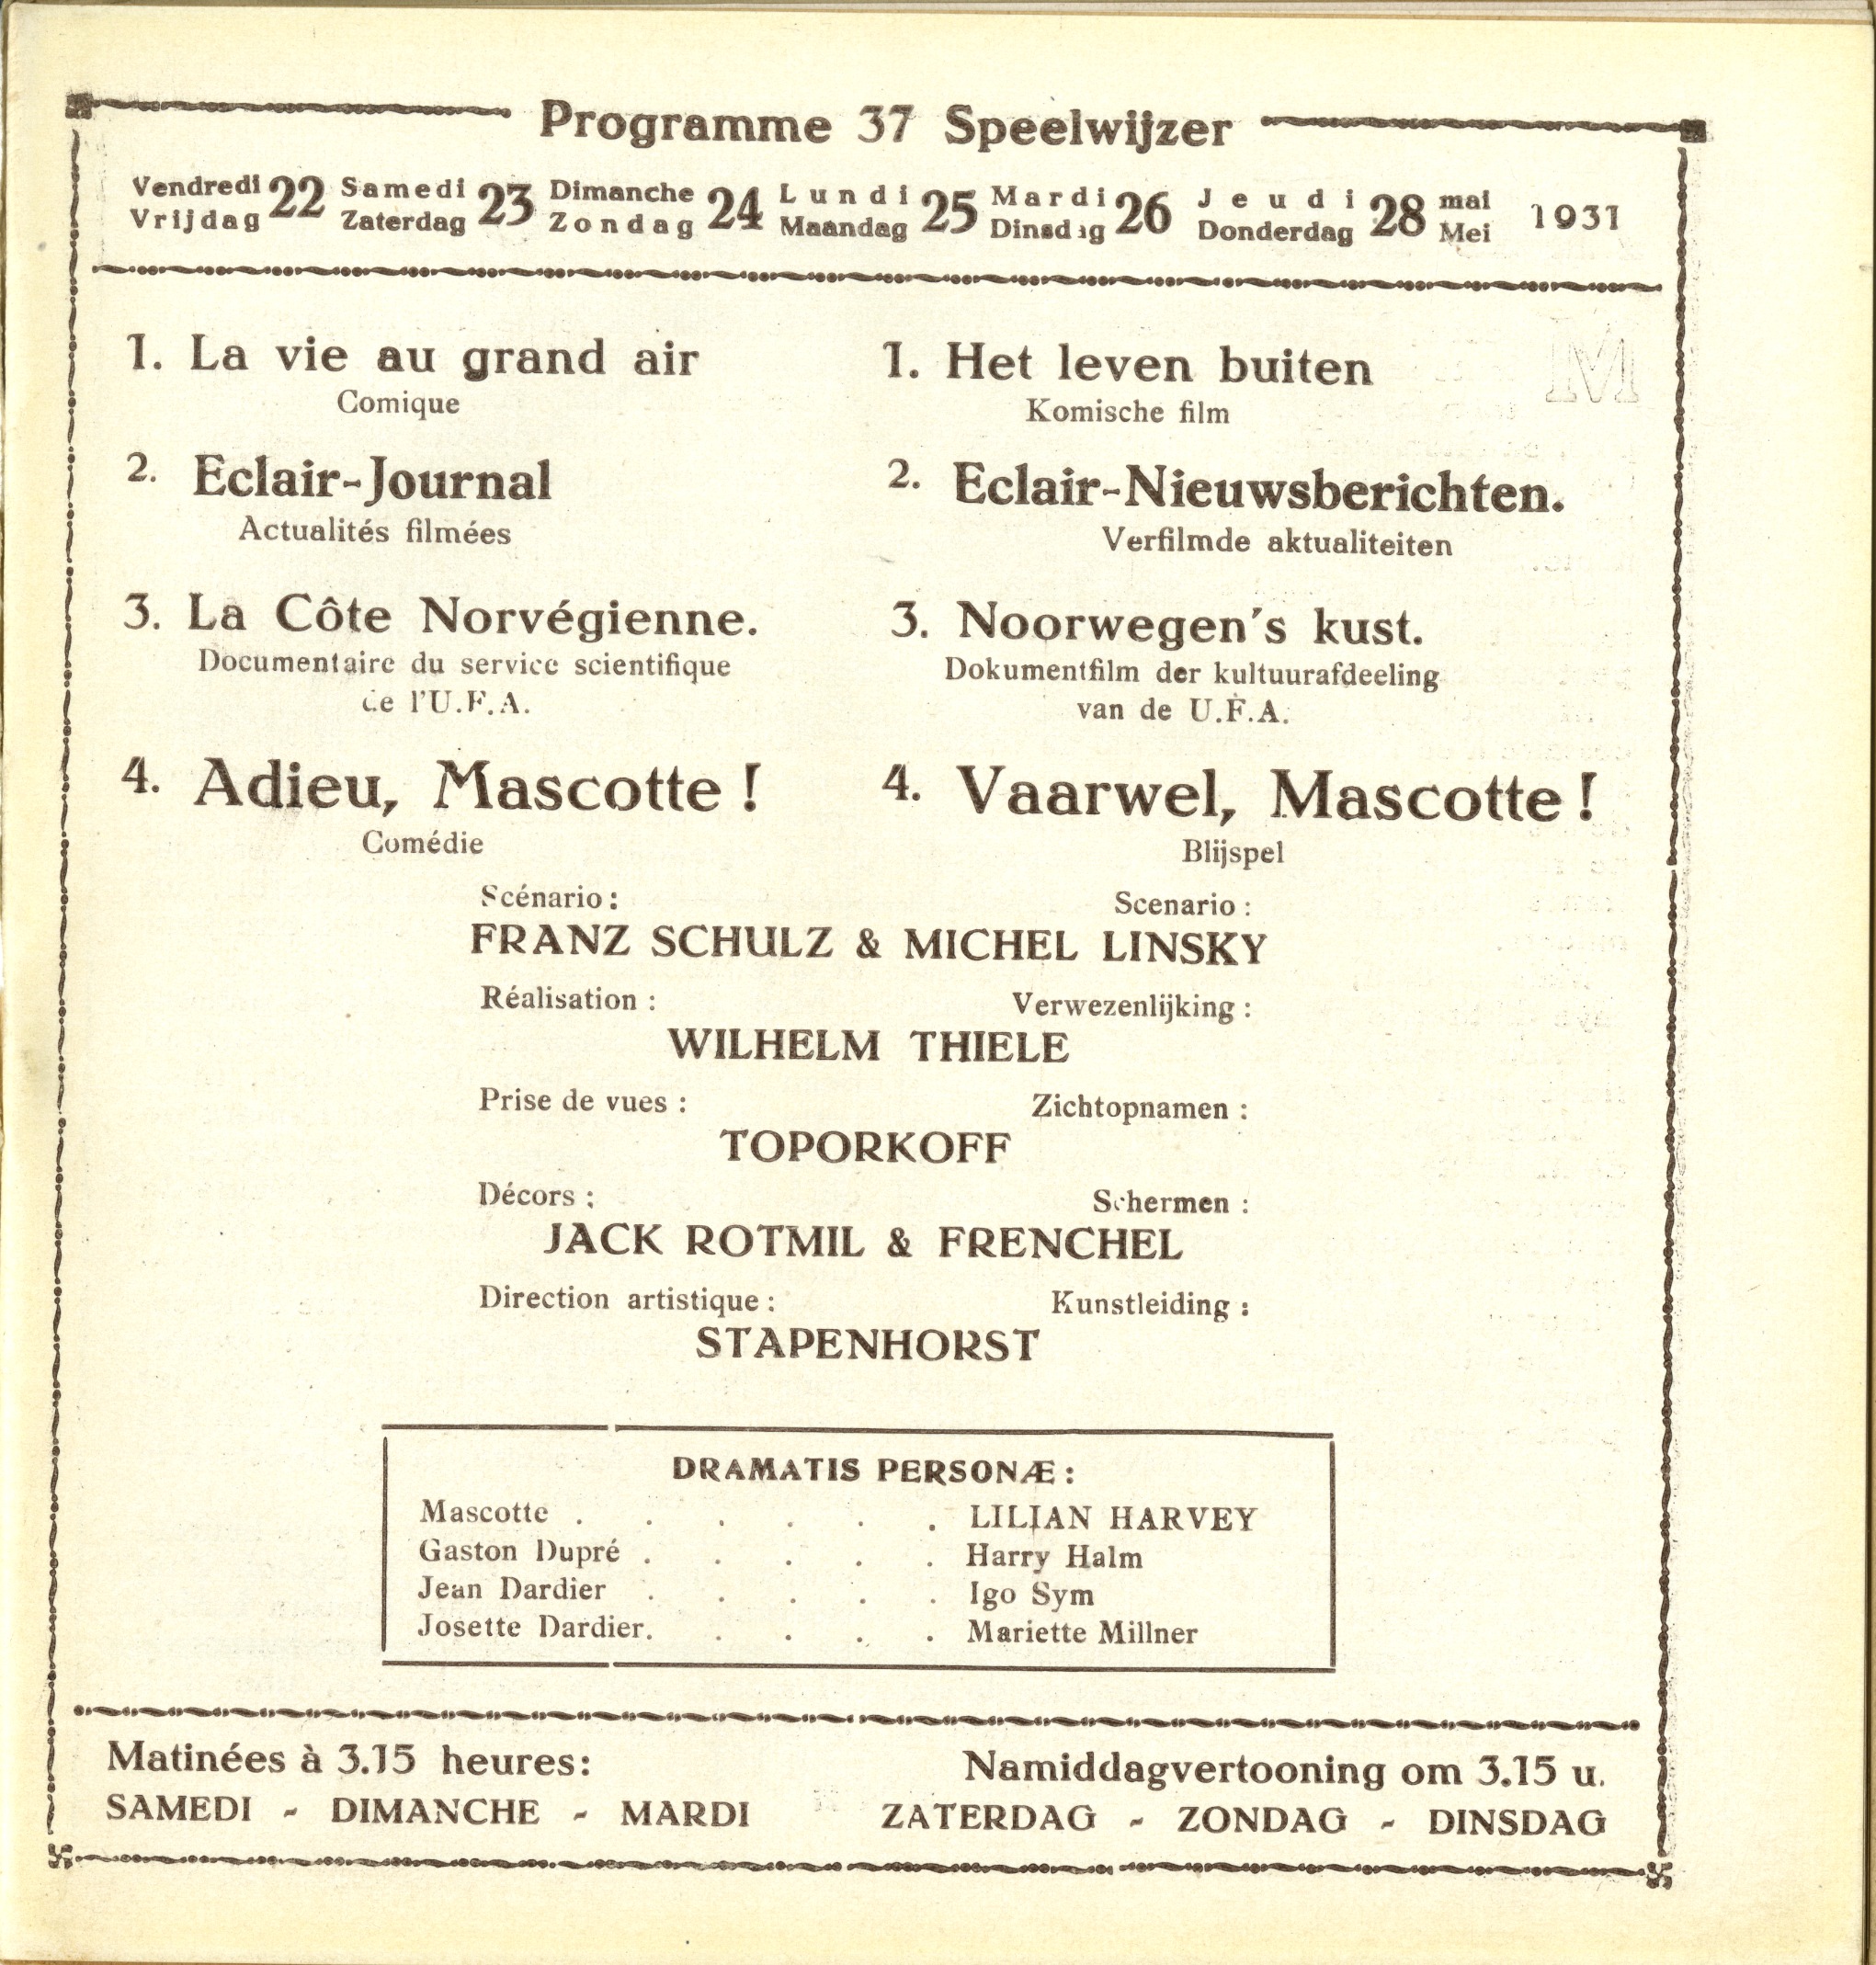 Programme 37 Speelwijzer
Vendredi 22 Samedi 23 Dimanche 24 Lundi 25 Mardi 26 Jeudi 28 mai 1931
Vrijdag Zaterdag Zondag Maandag Dinsdag Donderdag Mei
1. La vie au grand air
Comique
2. Eclair-Journal
Actualités filmées
3. La Côte Norvégienne.
Documentaire du service scientifique
de l'U.F.A.
4. Adieu, Mascotte !
Comédie
1. Het leven buiten
Komische film
2. Eclair-Nieuwsberichten.
Verfilmde aktualiteiten
3. Noorwegen's kust.
Dokumentfilm der kultuurafdeeling
van de U.F.A.
4. Vaarwel, Mascotte !
Blijspel
Scénario : Scenario :
FRANZ SCHULZ & MICHEL LINSKY
Réalisation : Verwezenlijking :
WILHELM THIELE
Prise de vues : Zichtopnamen :
TOPORKOFF
Décors : Schermen :
JACK ROTMIL & FRENCHEL
Direction artistique : Kunstleiding :
STAPENHORST
DRAMATIS PERSONÆ :
Mascotte . . . . . . LILIAN HARVEY
Gaston Dupré . . . . . Harry Halm
Jean Dardier . . . . . Igo Sym
Josette Dardier. . . . . Mariette Millner
Matinées à 3.15 heures:
SAMEDI - DIMANCHE - MARDI
Namiddagvertooning om 3.15 u.
ZATERDAG - ZONDAG - DINSDAG